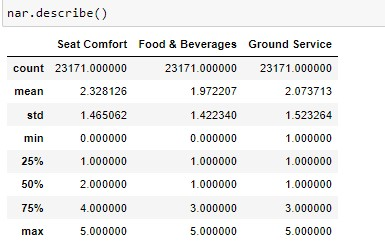 nar.describe()
Seat Comfort Food & Beverages Ground Service
count 23171.000000 23171.000000 23171.000000
mean 2.328126 1.972207 2.073713
std 1.465062 1.422340 1.523264
min 0.000000 0.000000 1.000000
25% 1.000000 1.000000 1.000000
50% 2.000000 1.000000 1.000000
75% 4.000000 3.000000 3.000000
max 5.000000 5.000000 5.000000